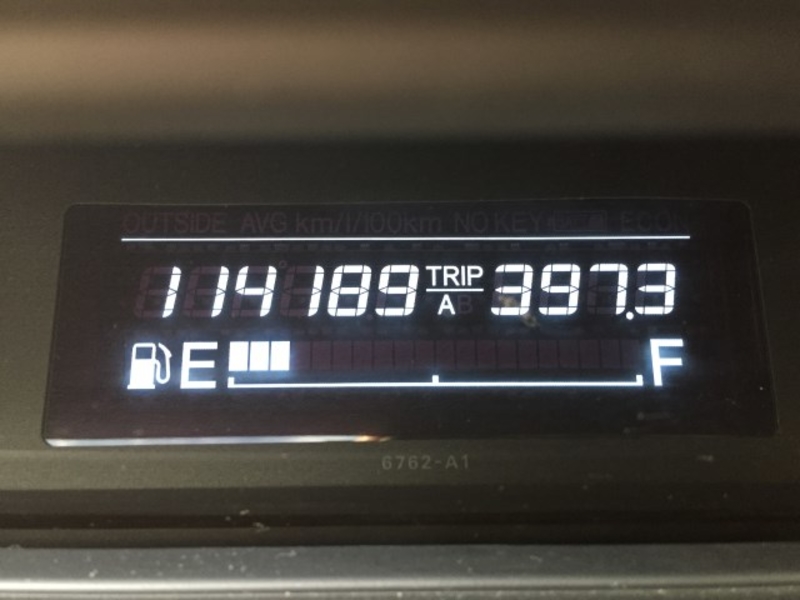 OUTSIDE AVG km/l/100km NO KEY ECON
114189 TRIP A B 397.3
E F
6762-A1